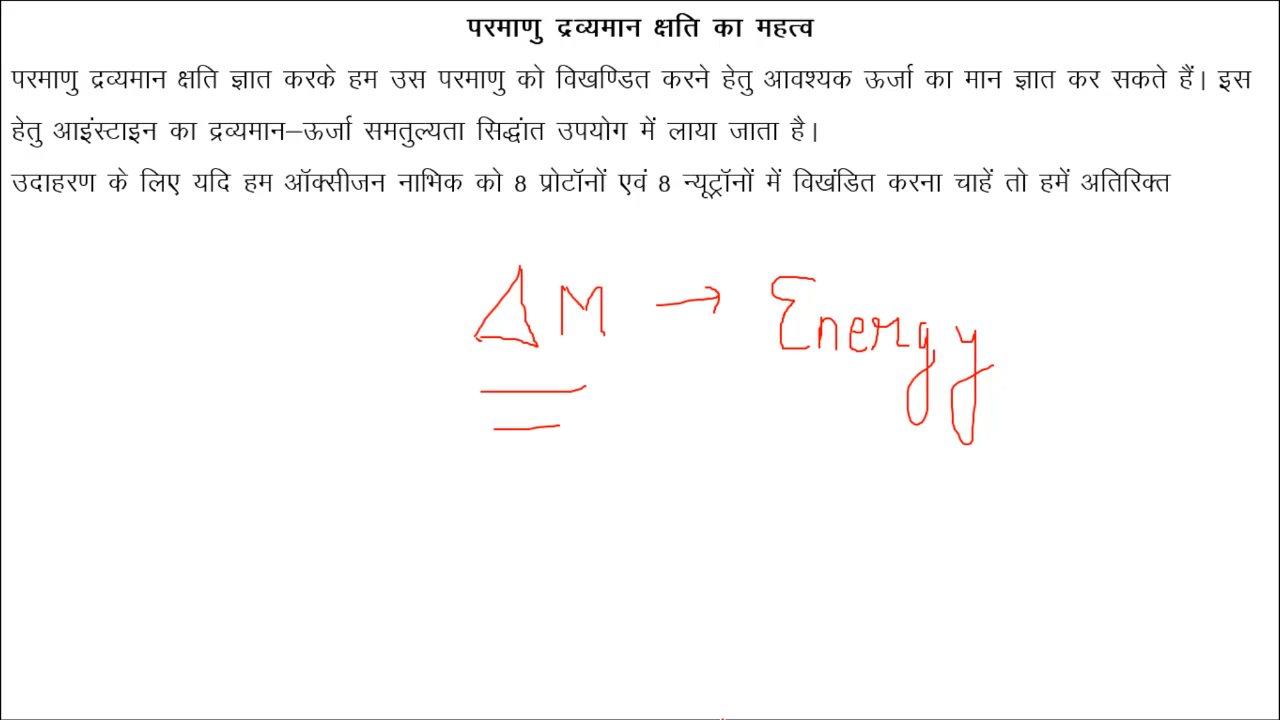 परमाणु द्रव्यमान क्षति का महत्व
परमाणु द्रव्यमान क्षति ज्ञात करके हम उस परमाणु को विखण्डित करने हेतु आवश्यक ऊर्जा का मान ज्ञात कर सकते हैं। इस
हेतु आइंस्टाइन का द्रव्यमान–ऊर्जा समतुल्यता सिद्धांत उपयोग में लाया जाता है।
उदाहरण के लिए यदि हम ऑक्सीजन नाभिक को 8 प्रोटॉनों एवं 8 न्यूट्रॉनों में विखंडित करना चाहें तो हमें अतिरिक्त
Δ M → Energy